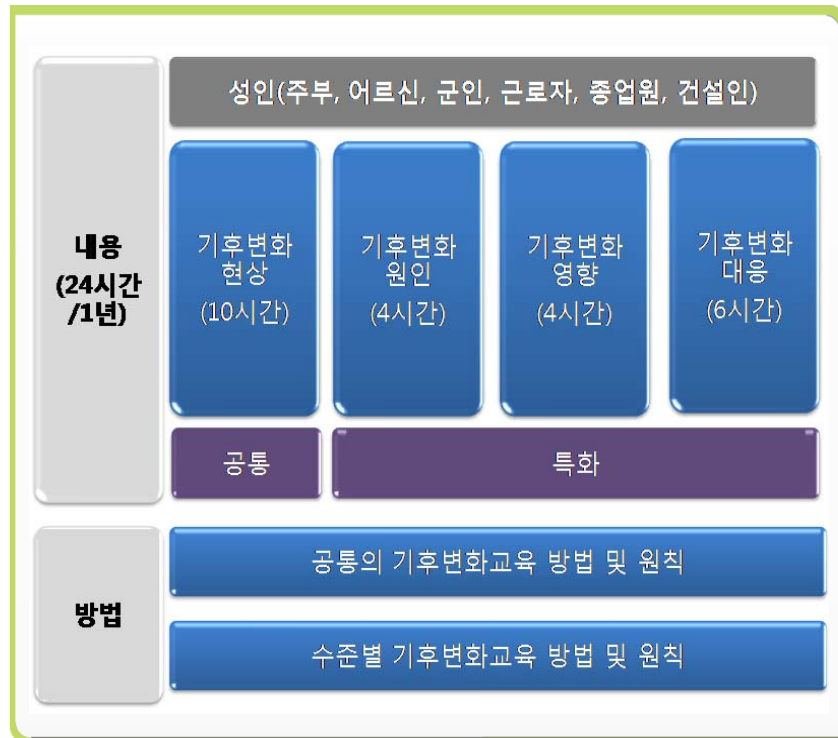 성인(주부, 어르신, 군인, 근로자, 종업원, 건설인)
내용
(24시간
/1년)
기후변화
현상
(10시간)
기후변화
원인
(4시간)
기후변화
영향
(4시간)
기후변화
대응
(6시간)
공통
특화
방법
공통의 기후변화교육 방법 및 원칙
수준별 기후변화교육 방법 및 원칙